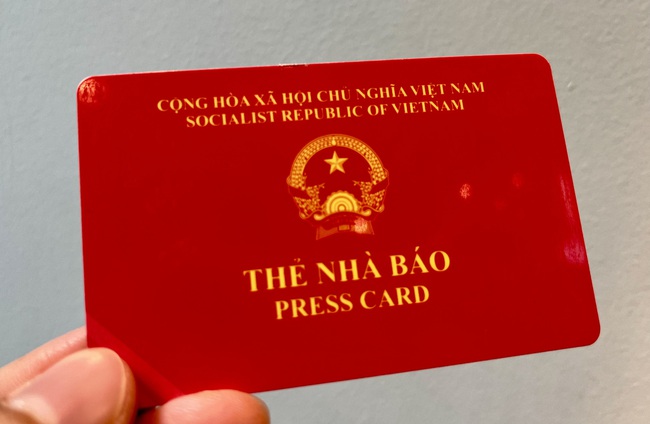 CỘNG HÒA XÃ HỘI CHỦ NGHĨA VIỆT NAM
SOCIALIST REPUBLIC OF VIETNAM
THẺ NHÀ BÁO
PRESS CARD